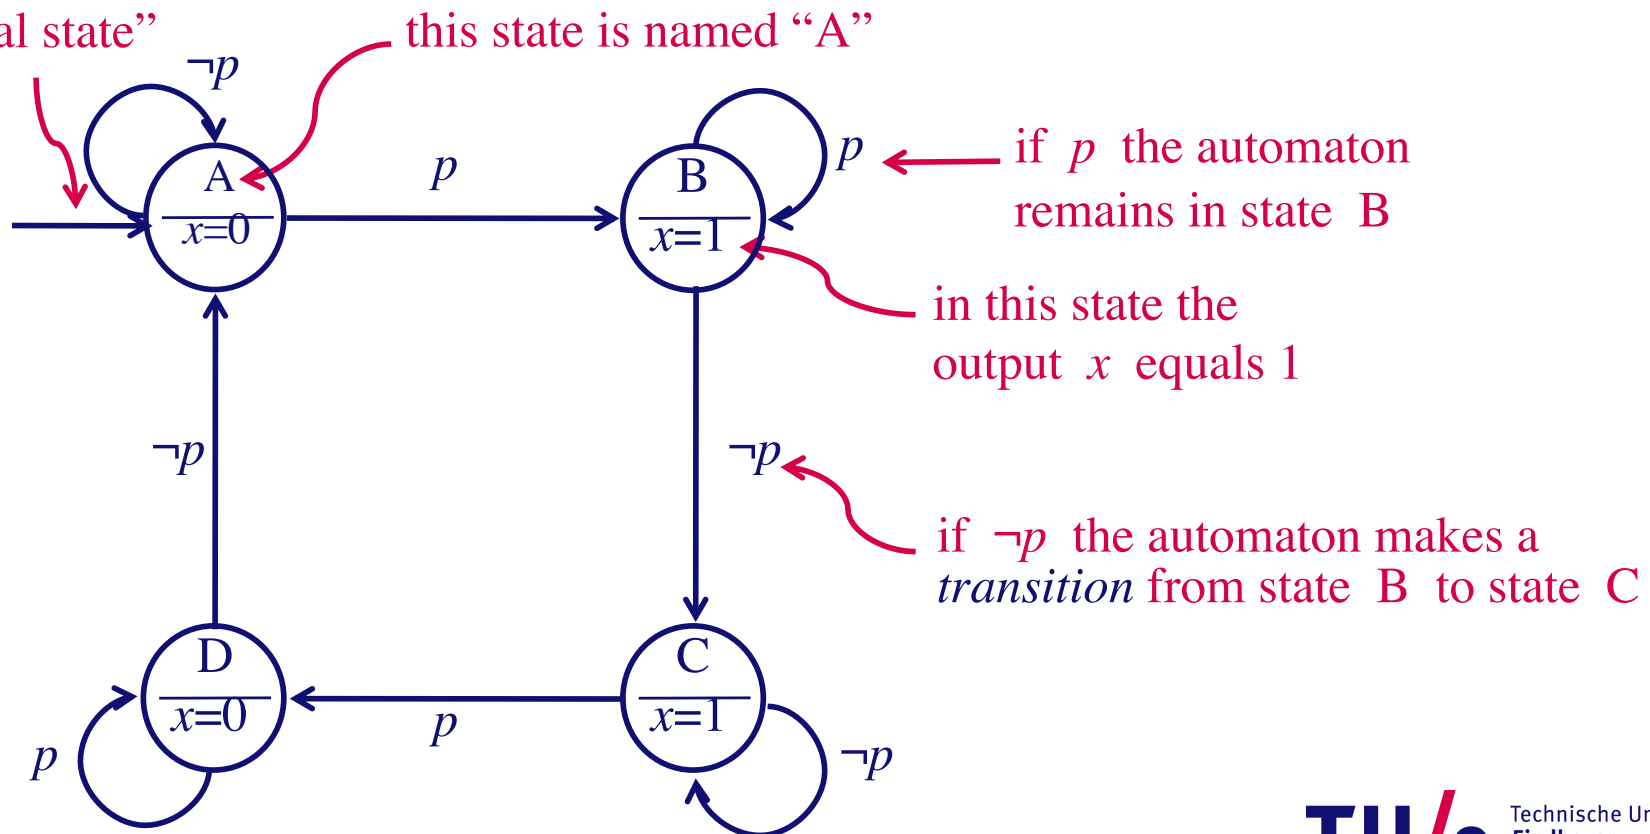 al state”
this state is named “A”
¬p
A
x=0
p
B
x=1
p
if p the automaton
remains in state B
in this state the
output x equals 1
¬p
¬p
if ¬p the automaton makes a
transition from state B to state C
D
x=0
p
C
x=1
p
¬p
Technische Un